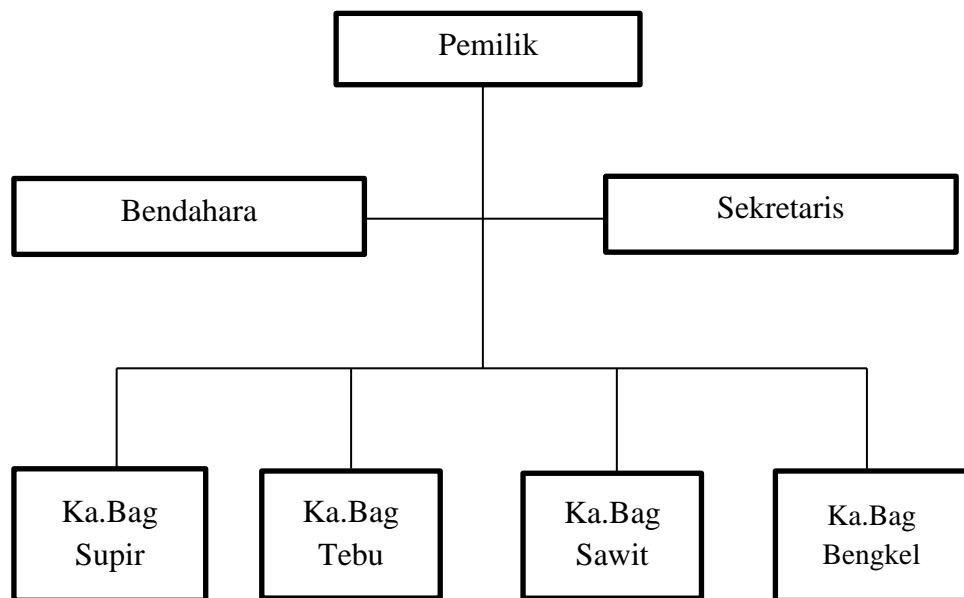 Pemilik
Bendahara
Sekretaris
Ka.Bag
Supir
Ka.Bag
Tebu
Ka.Bag
Sawit
Ka.Bag
Bengkel